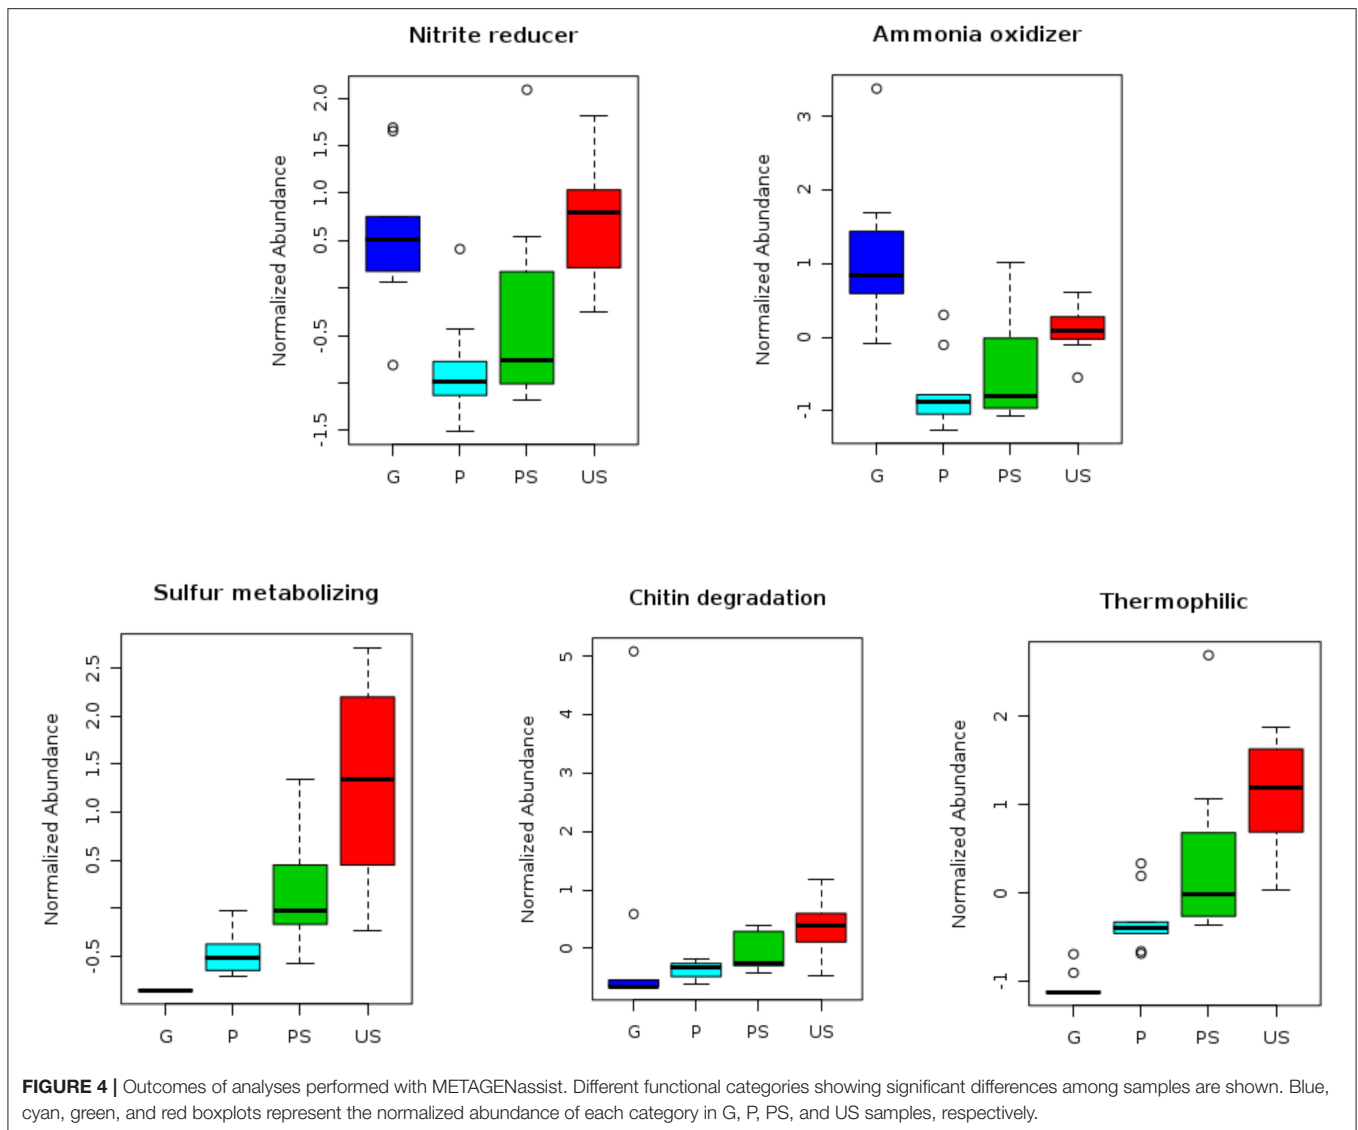 Nitrite reducer
Normalized Abundance
2.0
1.5
1.0
0.5
-0.5
-1.5
G P PS US
Ammonia oxidizer
Normalized Abundance
3
2
1
0
-1
G P PS US
Sulfur metabolizing
Normalized Abundance
2.5
2.0
1.5
1.0
0.5
-0.5
G P PS US
Chitin degradation
Normalized Abundance
5
4
3
2
1
0
G P PS US
Thermophilic
Normalized Abundance
2
1
0
-1
G P PS US
FIGURE 4 | Outcomes of analyses performed with METAGENassist. Different functional categories showing significant differences among samples are shown. Blue,
cyan, green, and red boxplots represent the normalized abundance of each category in G, P, PS, and US samples, respectively.